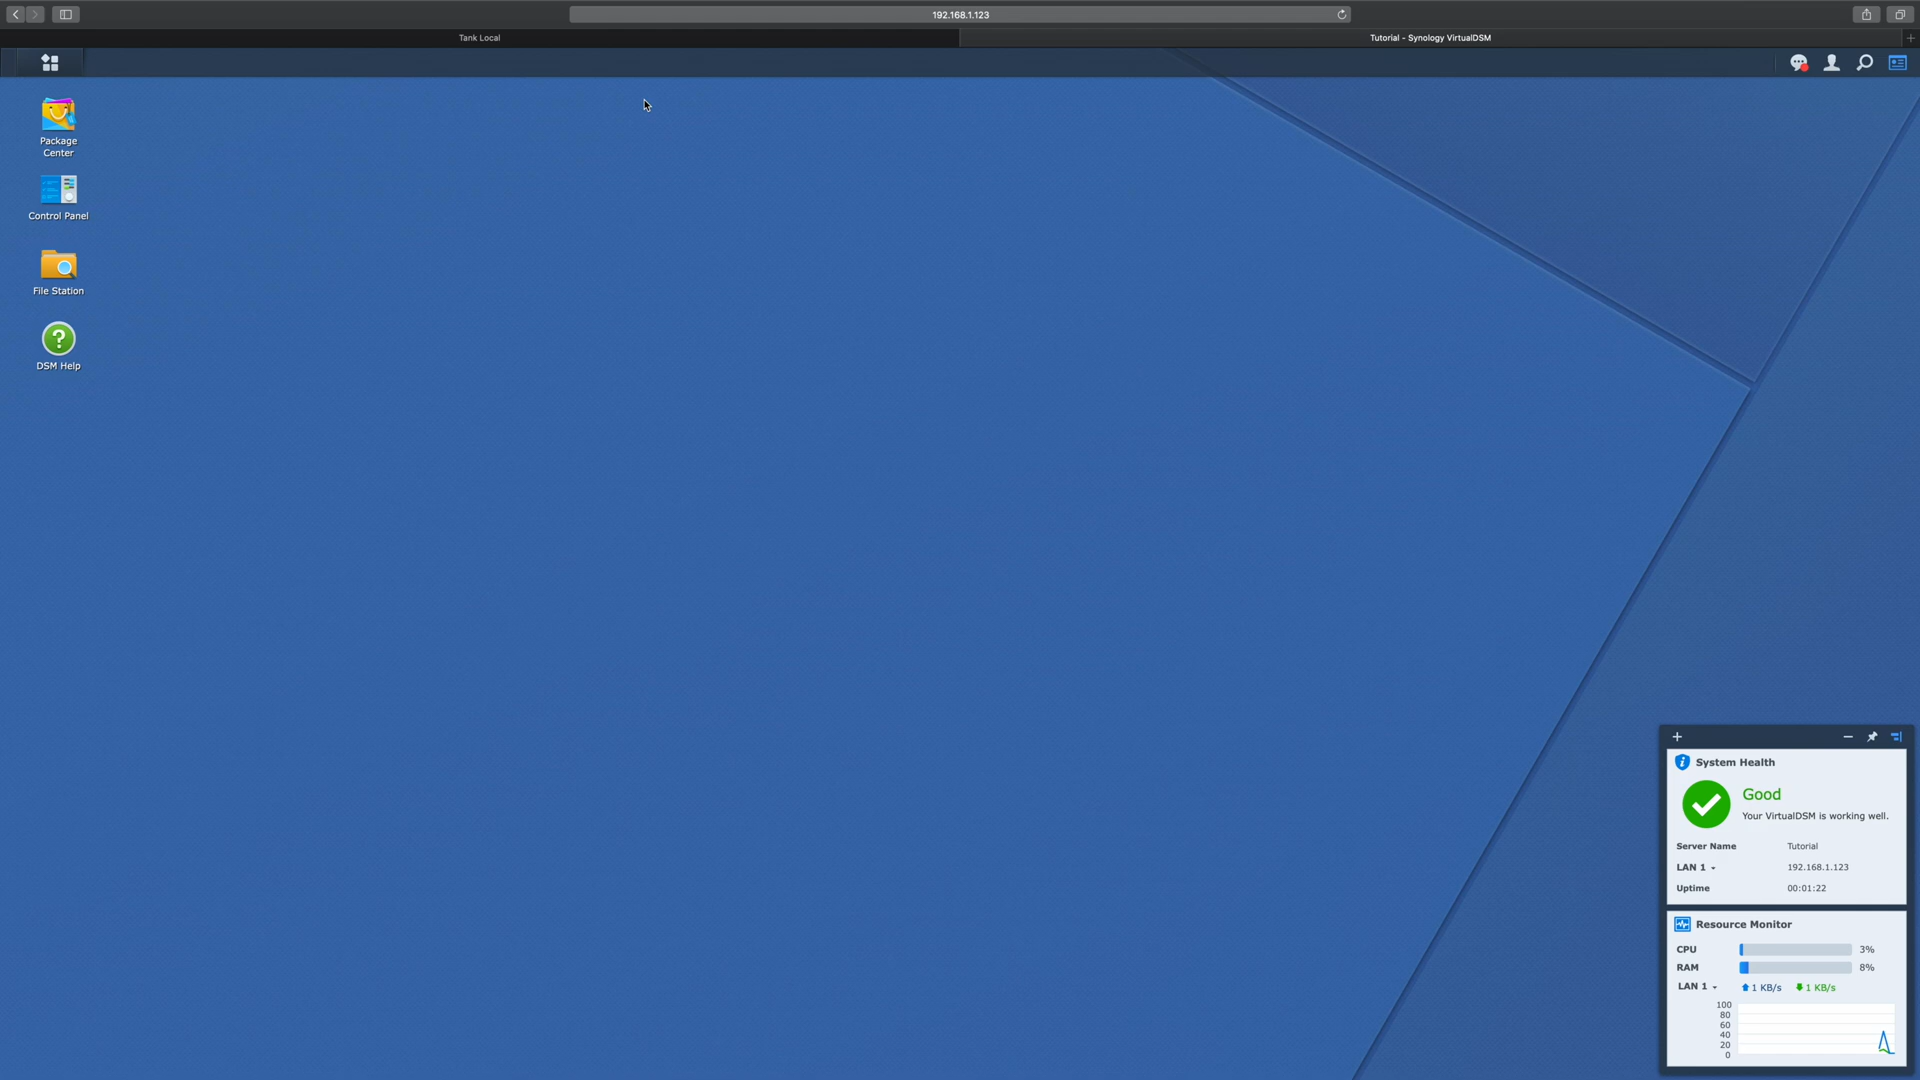 192.168.1.123
Tank Local
Tutorial - Synology VirtualDSM
Package
Center
Control Panel
File Station
DSM Help
System Health
Good
Your VirtualDSM is working well.
Server Name Tutorial
LAN 1 192.168.1.123
Uptime 00:01:22
Resource Monitor
CPU 3%
RAM 8%
LAN 1 1 KB/s 1 KB/s
100
80
60
40
20
0